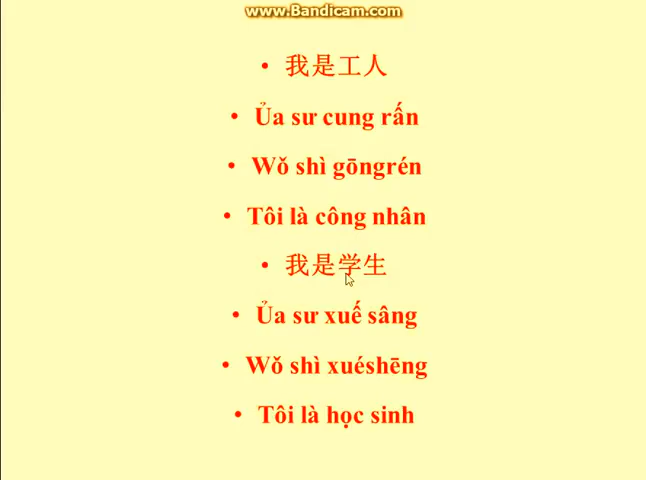 www.Bandicam.com
• 我是工人
• Ủa sư cung rấn
• Wǒ shì gōngrén
• Tôi là công nhân
• 我是学生
• Ủa sư xuế sâng
• Wǒ shì xuéshēng
• Tôi là học sinh